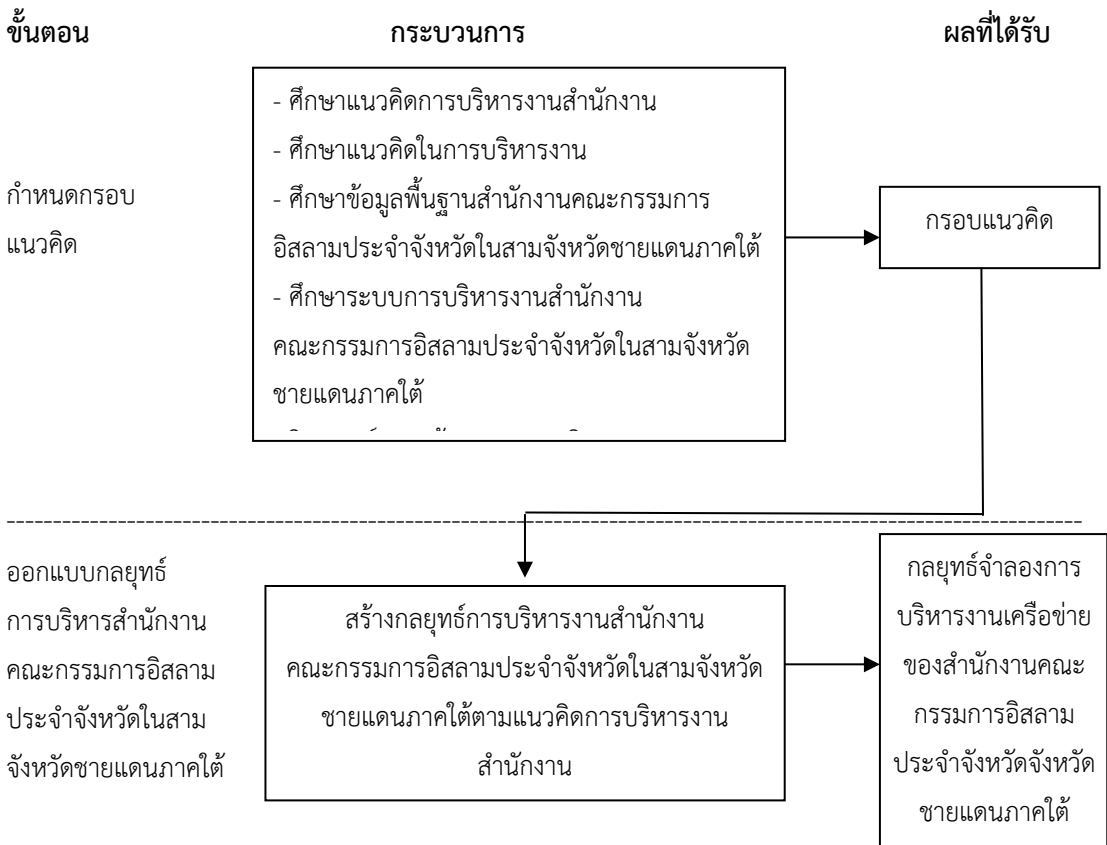 ขั้นตอน กระบวนการ ผลที่ได้รับ
กำหนดกรอบ
แนวคิด
- ศึกษาแนวคิดการบริหารงานสำนักงาน
- ศึกษาแนวคิดในการบริหารงาน
- ศึกษาข้อมูลพื้นฐานสำนักงานคณะกรรมการ
อิสลามประจำจังหวัดในสามจังหวัดชายแดนภาคใต้
- ศึกษาระบบการบริหารงานสำนักงาน
คณะกรรมการอิสลามประจำจังหวัดในสามจังหวัด
ชายแดนภาคใต้
กรอบแนวคิด
ออกแบบกลยุทธ์
การบริหารสำนักงาน
คณะกรรมการอิสลาม
ประจำจังหวัดในสาม
จังหวัดชายแดนภาคใต้
สร้างกลยุทธ์การบริหารงานสำนักงาน
คณะกรรมการอิสลามประจำจังหวัดในสามจังหวัด
ชายแดนภาคใต้ตามแนวคิดการบริหารงาน
สำนักงาน
กลยุทธ์จำลองการ
บริหารงานเครือข่าย
ของสำนักงานคณะ
กรรมการอิสลาม
ประจำจังหวัดจังหวัด
ชายแดนภาคใต้